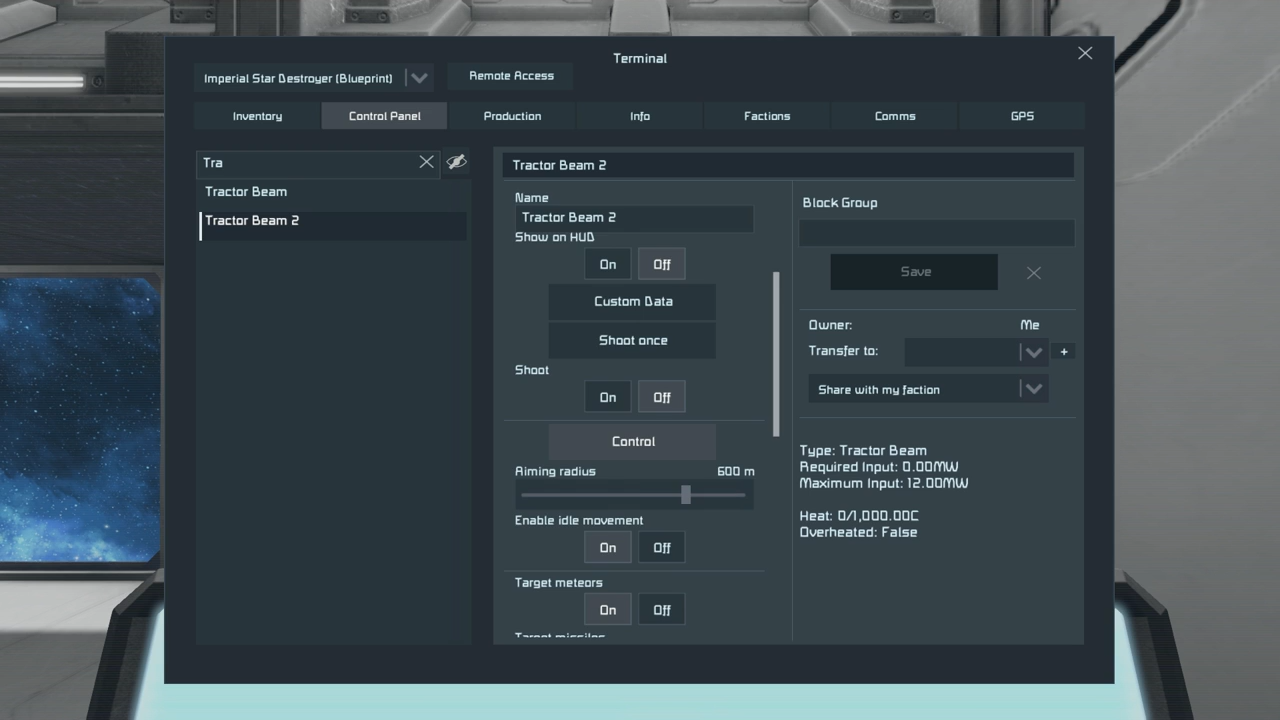 Terminal
Imperial Star Destroyer (Blueprint)
Remote Access
Inventory
Control Panel
Production
Info
Factions
Comms
GPS
Tra
Tractor Beam
Tractor Beam 2
Tractor Beam 2
Name
Tractor Beam 2
Show on HUD
On Off
Custom Data
Shoot once
Shoot
On Off
Control
Aiming radius 600 m
Enable idle movement
On Off
Target meteors
On Off
Target missiles
Block Group
Save
Owner: Me
Transfer to:
+
Share with my faction
Type: Tractor Beam
Required Input: 0.00MW
Maximum Input: 12.00MW
Heat: 0/1,000.00C
Overheated: False